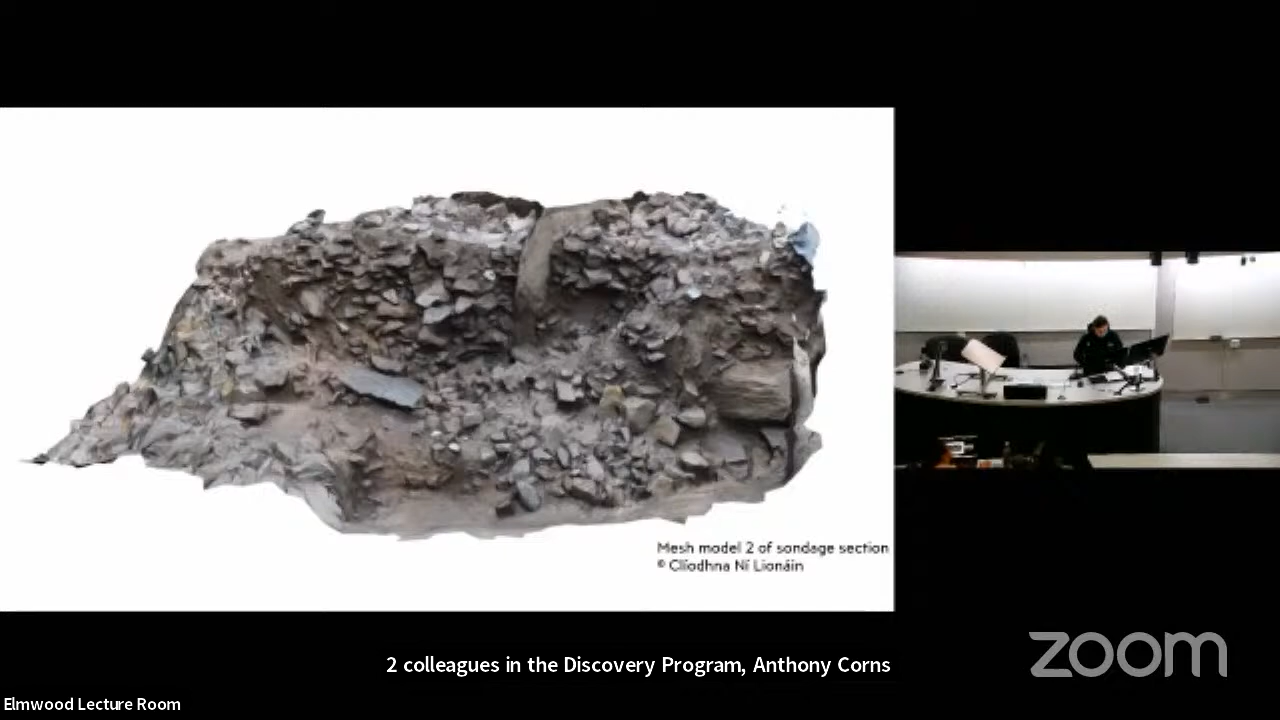 Mesh model 2 of sondage section
© Clíodhna Ní Lionáin
2 colleagues in the Discovery Program, Anthony Corns
zoom
Elmwood Lecture Room